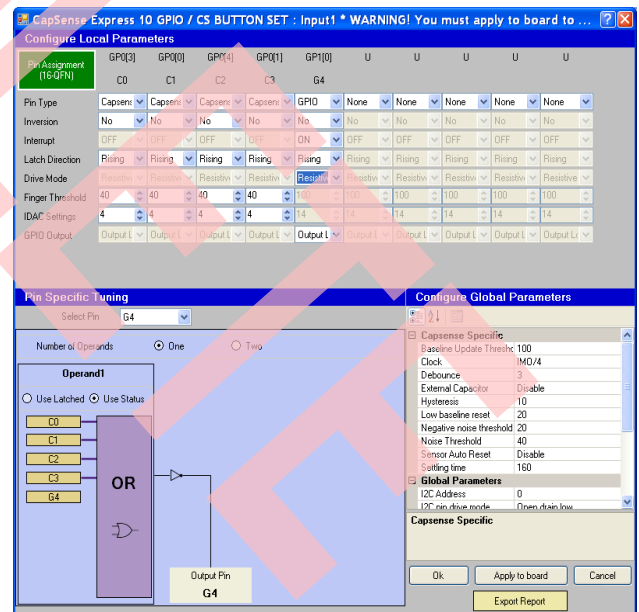 CapSense Express 10 GPIO / CS BUTTON SET : Input1 * WARNING! You must apply to board to ...
Configure Local Parameters
Pin Assignment (16-QFN) GP0[3] GP0[0] GP0[4] GP0[1] GP1[0] U U U U U
C0 C1 C2 C3 G4
Pin Type Capsens Capsens Capsens Capsens GPIO None None None None None
Inversion No No No No No No No No No No
Interrupt OFF OFF OFF OFF ON OFF OFF OFF OFF OFF
Latch Direction Rising Rising Rising Rising Rising Rising Rising Rising Rising Rising
Drive Mode Resistive Resistive Resistive Resistive Resistive Resistive Resistive Resistive Resistive Resistive
Finger Threshold 40 40 40 40 100 100 100 100 100 100
IDAC Settings 4 4 4 4 14 14 14 14 14 14
GPIO Output Output L Output L Output L Output L Output L Output L Output L Output L Output L Output Lo
Pin Specific Tuning
Select Pin G4
Number of Operands One Two
Operand1
Use Latched Use Status
C0
C1
C2
C3
G4
OR
Output Pin
G4
Configure Global Parameters
Capsense Specific
Baseline Update Thresho 100
Clock IMO/4
Debounce 3
External Capacitor Disable
Hysteresis 10
Low baseline reset 20
Negative noise threshold 20
Noise Threshold 40
Sensor Auto Reset Disable
Settling time 160
Global Parameters
I2C Address 0
I2C pin drive mode Open drain low
Capsense Specific
Ok Apply to board Cancel
Export Report